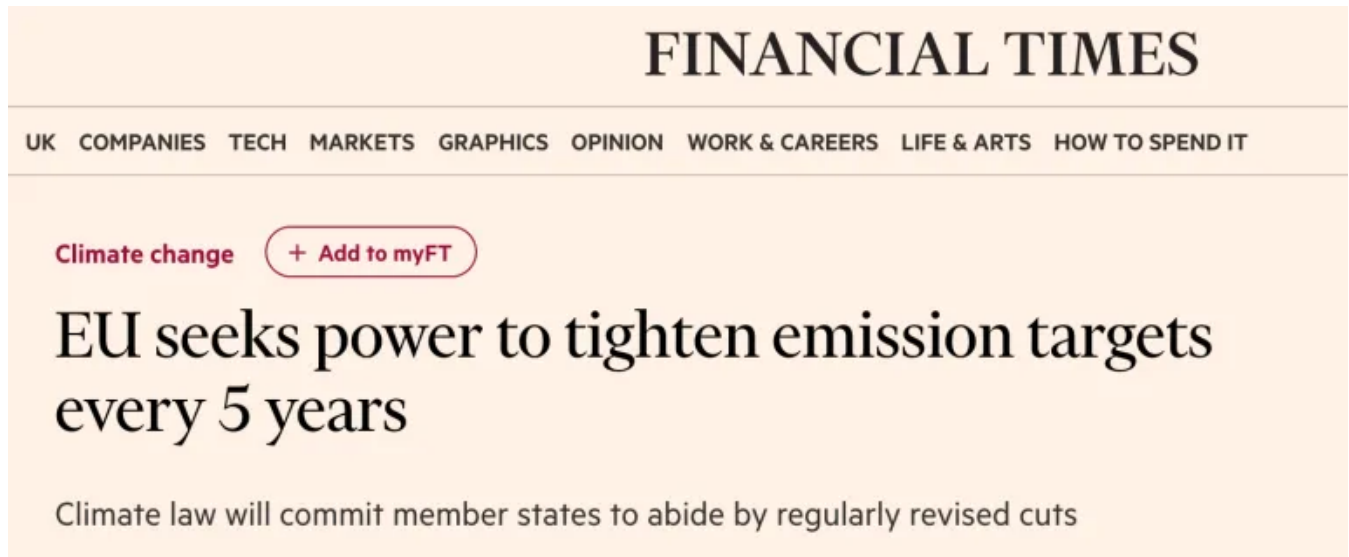 FINANCIAL TIMES
UK COMPANIES TECH MARKETS GRAPHICS OPINION WORK & CAREERS LIFE & ARTS HOW TO SPEND IT
Climate change + Add to myFT
EU seeks power to tighten emission targets
every 5 years
Climate law will commit member states to abide by regularly revised cuts